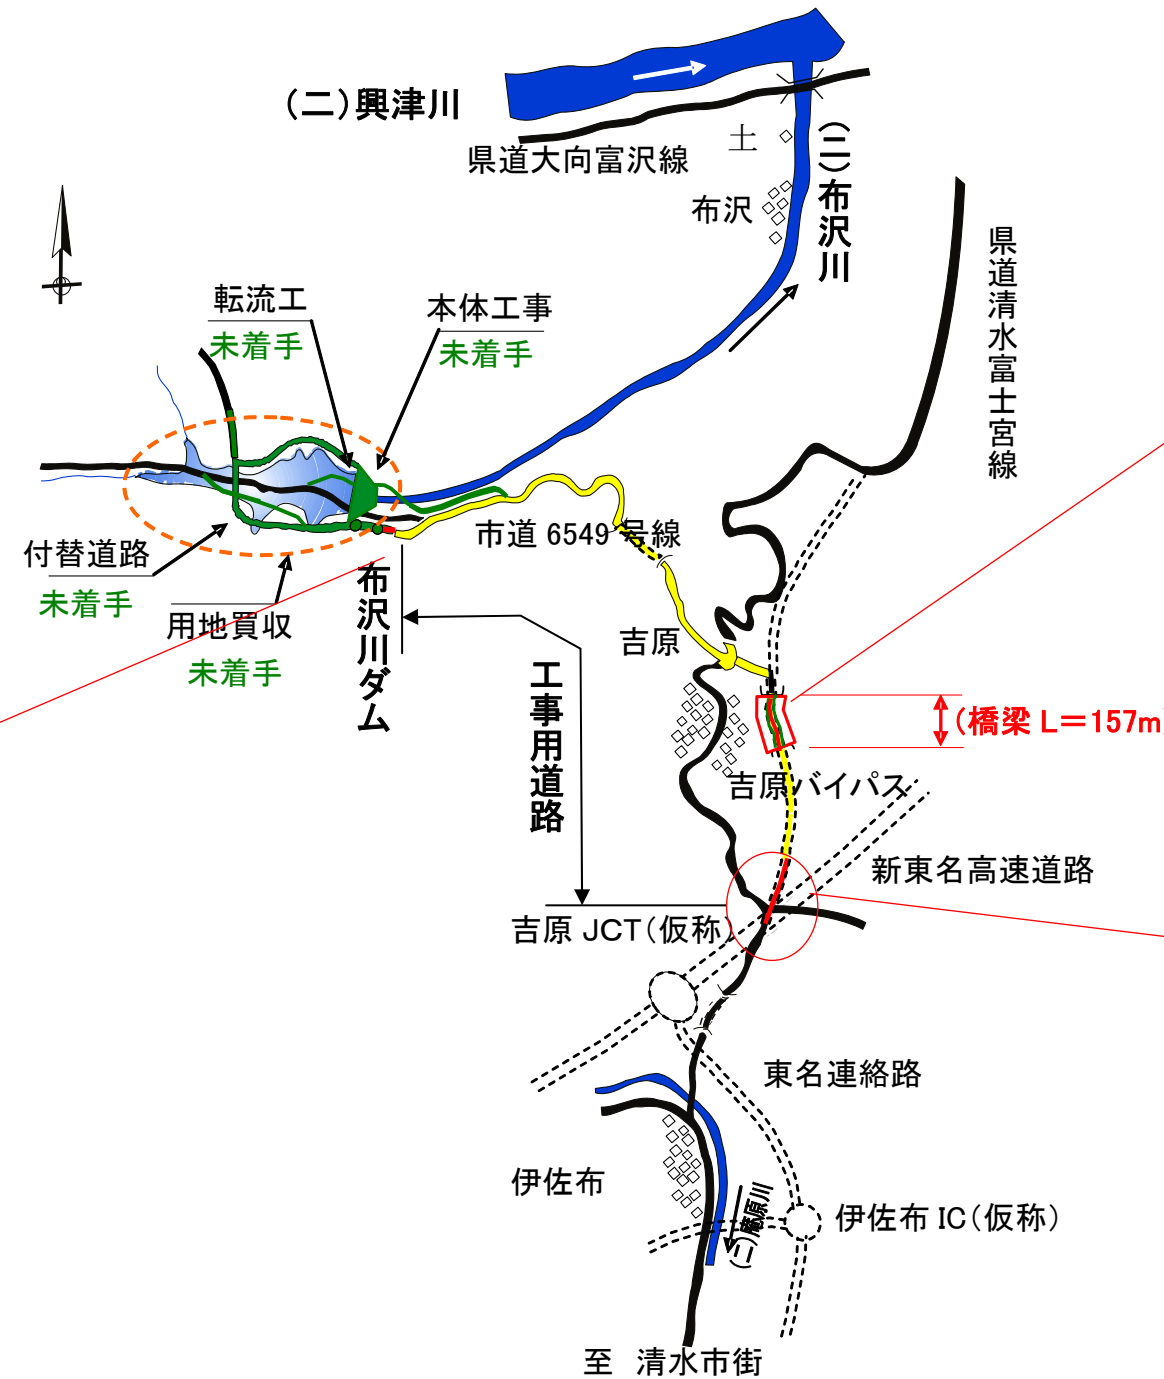 (二)興津川
県道大向富沢線
土
布沢
(二)布沢川
県道清水富士宮線
転流工
未着手
本体工事
未着手
市道 6549 号線
付替道路
未着手
用地買収
未着手
布沢川ダム
吉原
工事用道路
(橋梁 L=157m)
吉原バイパス
新東名高速道路
吉原 JCT(仮称)
東名連絡路
伊佐布
(二)庵原川
伊佐布 IC(仮称)
至 清水市街